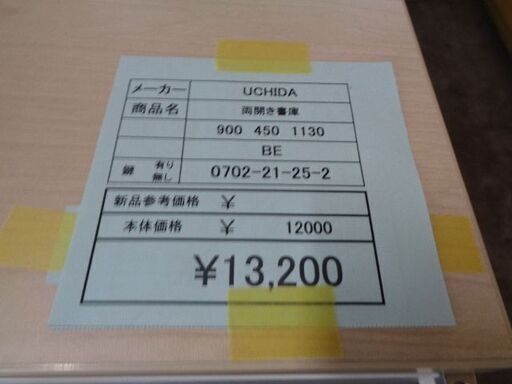 メーカー UCHIDA
商品名 両開き書庫
900 450 1130
BE
鍵 有り 無し 0702-21-25-2
新品参考価格 ¥
本体価格 ¥ 12000
¥13,200